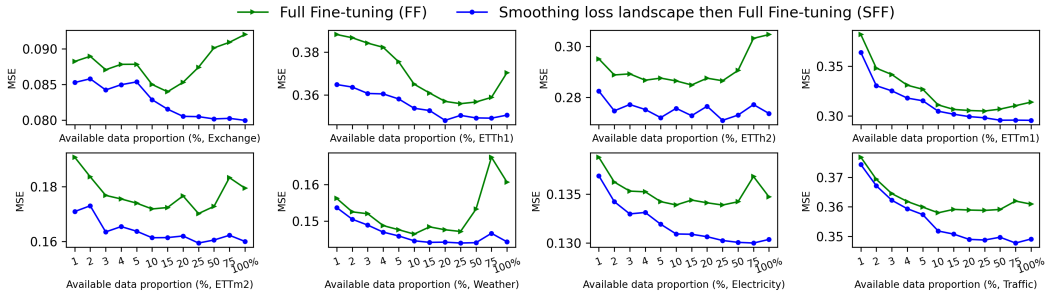 Full Fine-tuning (FF)
Smoothing loss landscape then Full Fine-tuning (SFF)
MSE
0.090
0.085
0.080
Available data proportion (%, Exchange)
MSE
0.38
0.36
Available data proportion (%, ETTh1)
MSE
0.30
0.28
Available data proportion (%, ETTh2)
MSE
0.35
0.30
Available data proportion (%, ETTm1)
MSE
0.18
0.16
1 2 3 4 5 10 15 20 25 50 75 100%
Available data proportion (%, ETTm2)
MSE
0.16
0.15
1 2 3 4 5 10 15 20 25 50 75 100%
Available data proportion (%, Weather)
MSE
0.135
0.130
1 2 3 4 5 10 15 20 25 50 75 100%
Available data proportion (%, Electricity)
MSE
0.37
0.36
0.35
1 2 3 4 5 10 15 20 25 50 75 100%
Available data proportion (%, Traffic)